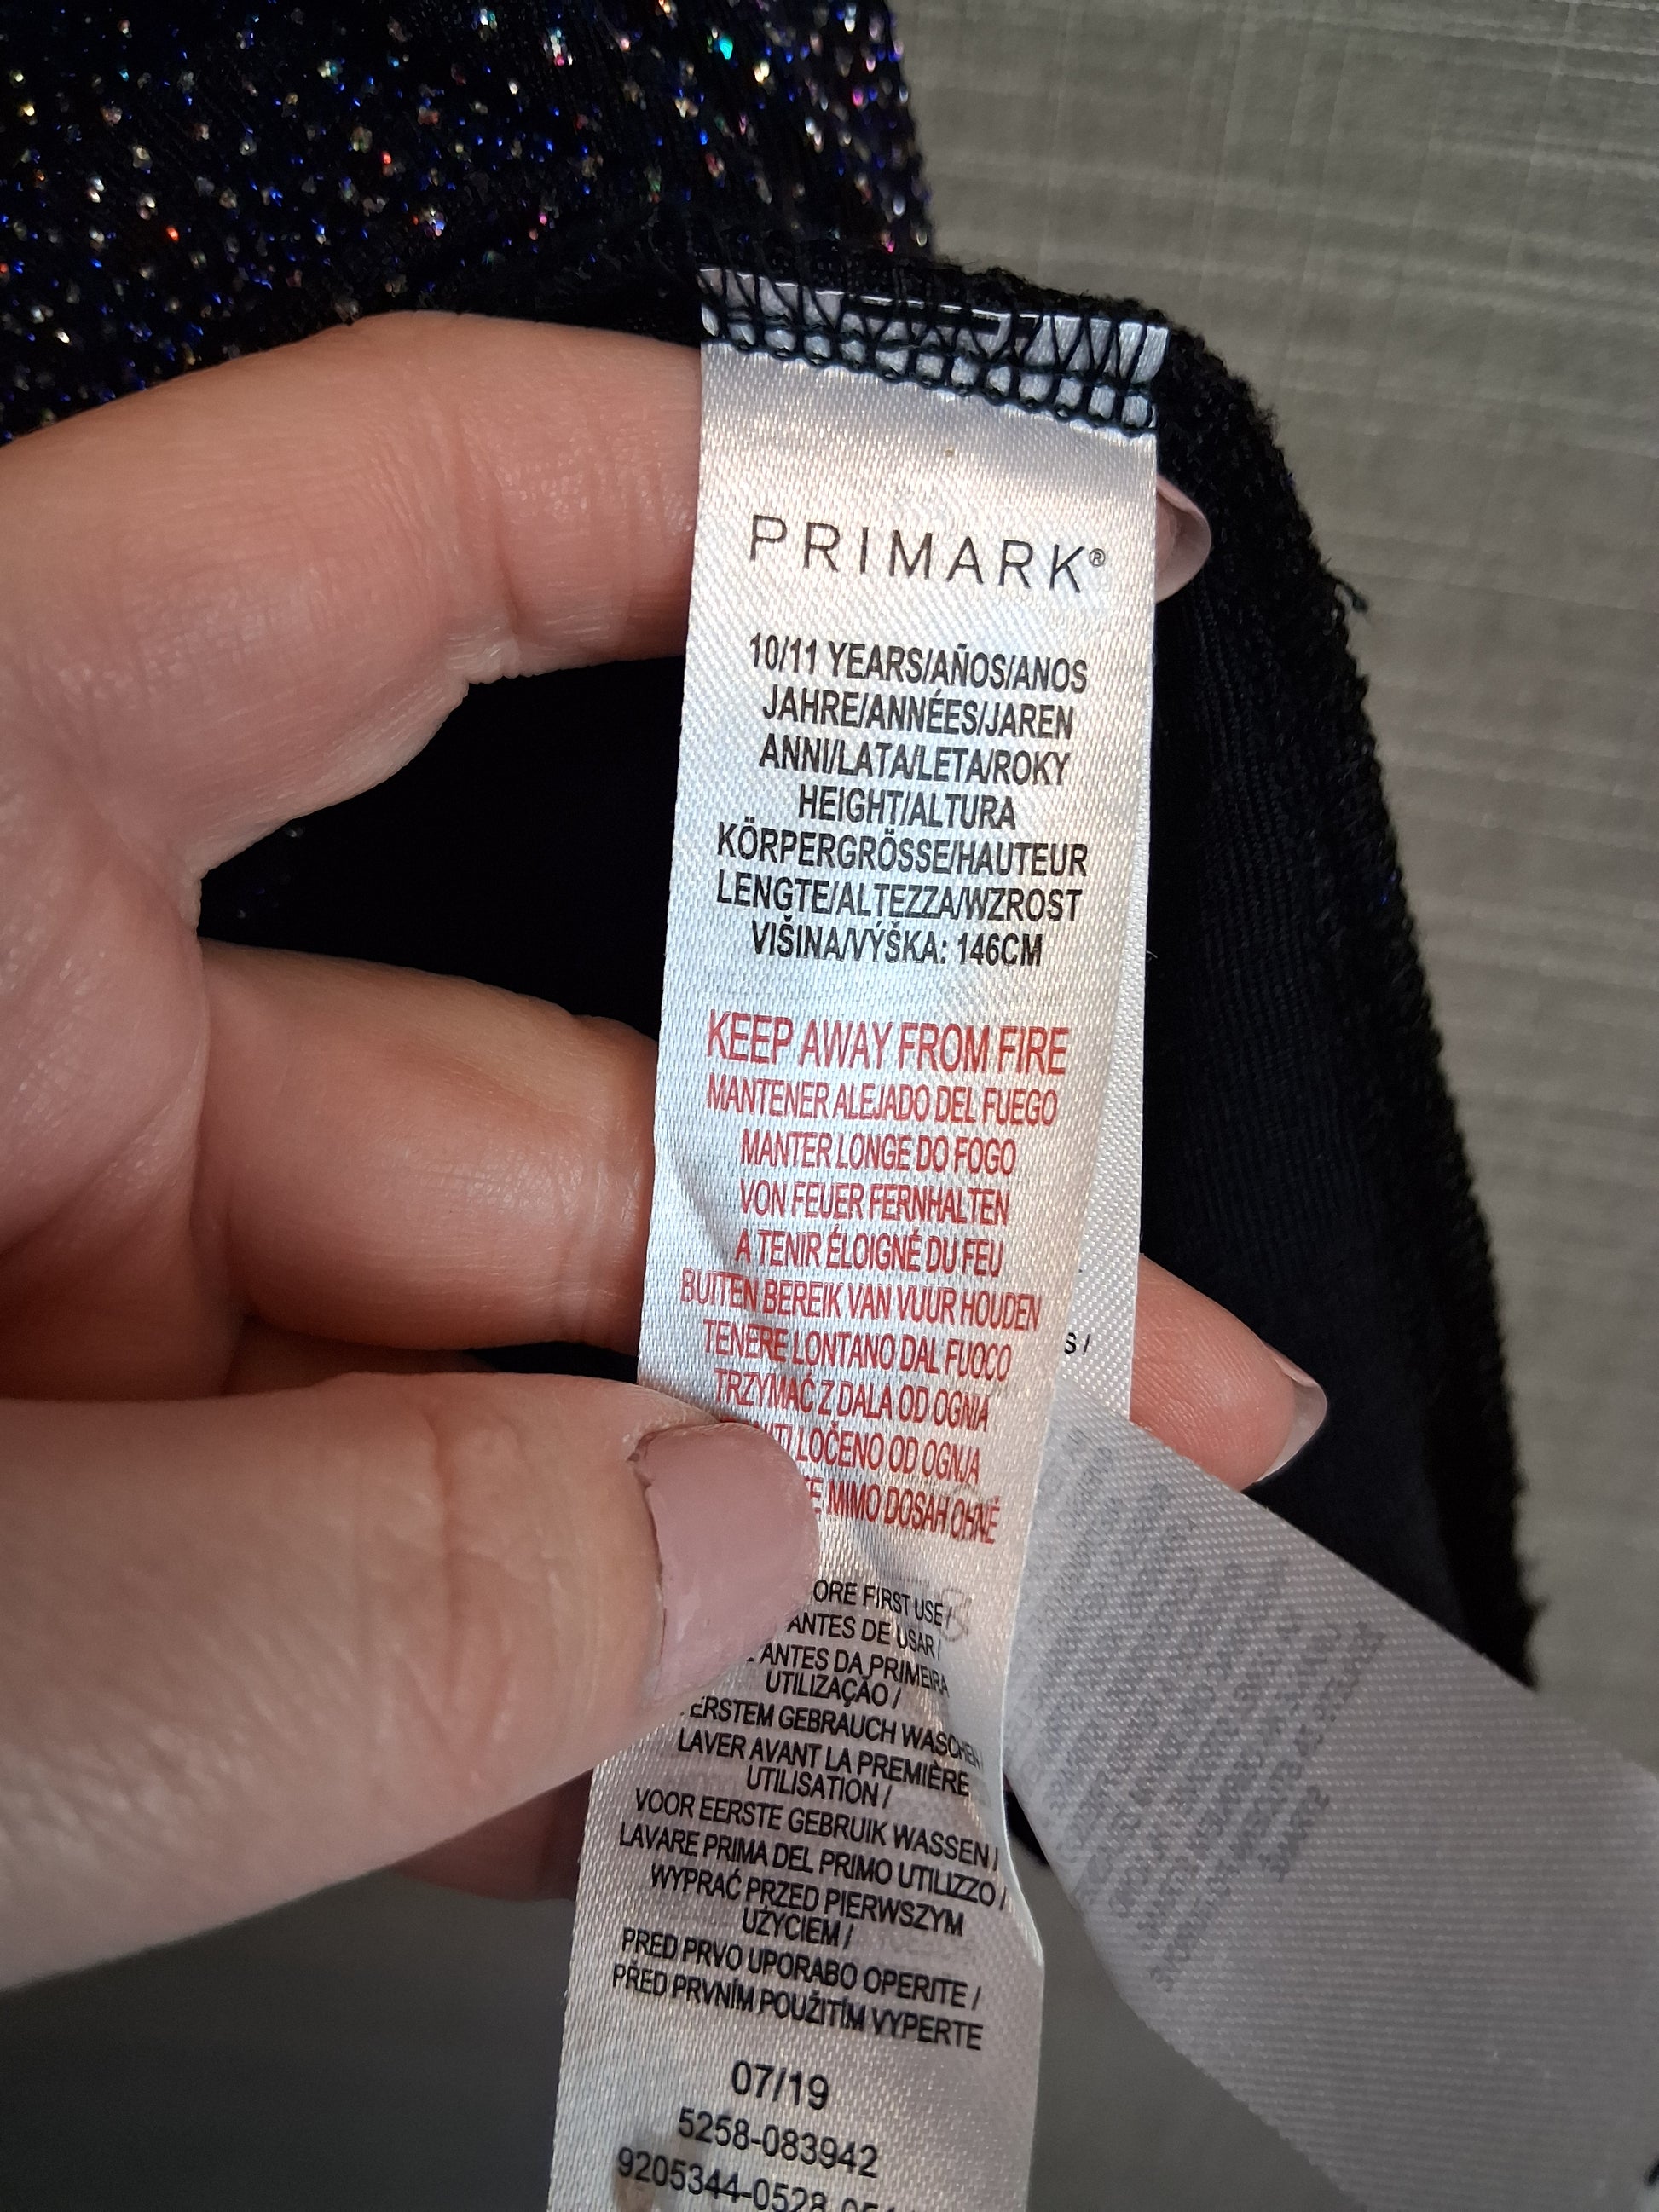 PRIMARK®
10/11 YEARS/AÑOS/ANOS
JAHRE/ANNÉES/JAREN
ANNI/LATA/LETA/ROKY
HEIGHT/ALTURA
KÖRPERGRÖSSE/HAUTEUR
LENGTE/ALTEZZA/WZROST
VIŠINA/VÝŠKA: 146CM
KEEP AWAY FROM FIRE
MANTENER ALEJADO DEL FUEGO
MANTER LONGE DO FOGO
VON FEUER FERNHALTEN
A TENIR ÉLOIGNÉ DU FEU
BUITEN BEREIK VAN VUUR HOUDEN
TENERE LONTANO DAL FUOCO
TRZYMAĆ Z DALA OD OGNIA
LOČENO OD OGNJA
MIMO DOSAH OHNĚ
FIRST USE /
ANTES DE USAR /
ANTES DA PRIMEIRA
UTILIZAÇÃO /
ERSTEM GEBRAUCH WASCHEN
LAVER AVANT LA PREMIÈRE
UTILISATION /
VOOR EERSTE GEBRUIK WASSEN /
LAVARE PRIMA DEL PRIMO UTILIZZO /
WYPRAĆ PRZED PIERWSZYM
UŻYCIEM /
PRED PRVO UPORABO OPERITE /
PŘED PRVNÍM POUŽITÍM VYPERTE
07/19
5258-083942
9205344-0528
S /